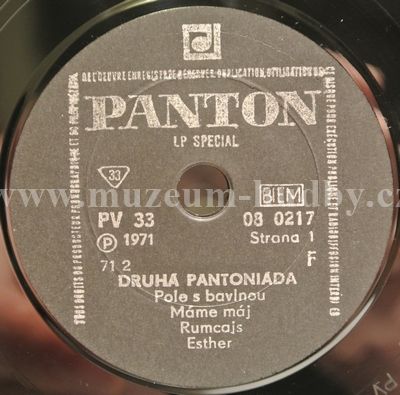 PANTON
LP SPECIAL
33
BIEM
PV 33
08 0217
℗ 1971
Strana 1
71 2
F
DRUHÁ PANTONIÁDA
Pole s bavlnou
Máme máj
Rumcajs
Esther
www.muzeum-hudby.cz